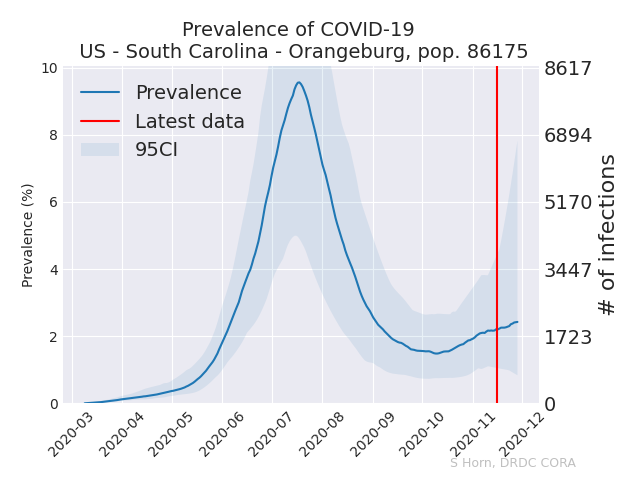 Prevalence of COVID-19
US - South Carolina - Orangeburg, pop. 86175
Prevalence
Latest data
95CI
Prevalence (%)
10
8
6
4
2
0
8617
6894
5170
3447
1723
0
# of infections
2020-03
2020-04
2020-05
2020-06
2020-07
2020-08
2020-09
2020-10
2020-11
2020-12
S Horn, DRDC CORA